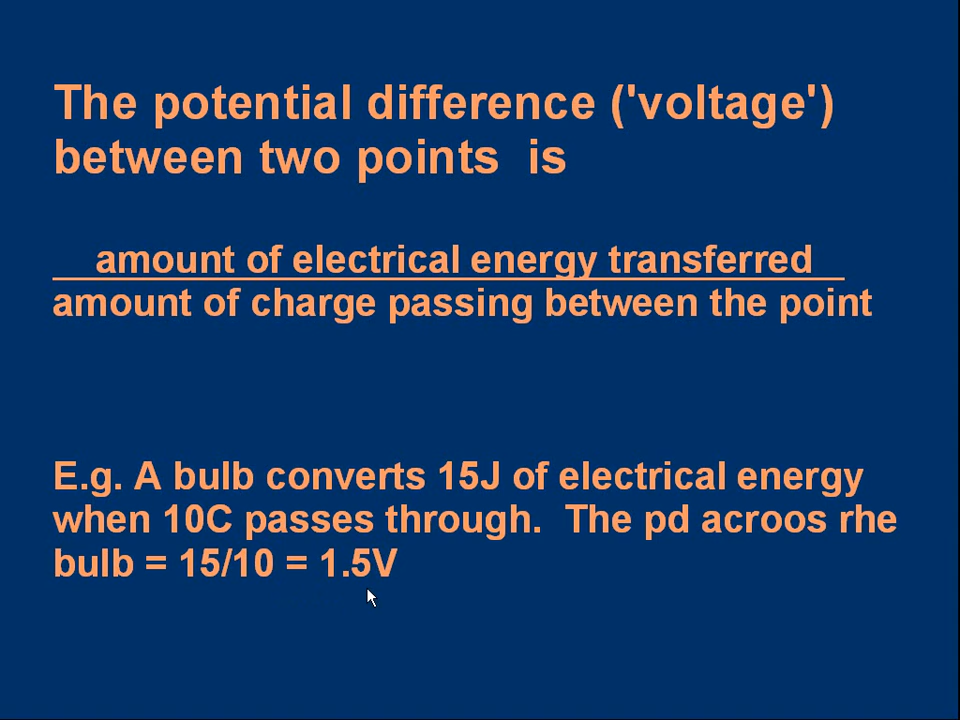 The potential difference ('voltage')
between two points is
amount of electrical energy transferred
amount of charge passing between the point
E.g. A bulb converts 15J of electrical energy
when 10C passes through. The pd acroos rhe
bulb = 15/10 = 1.5V